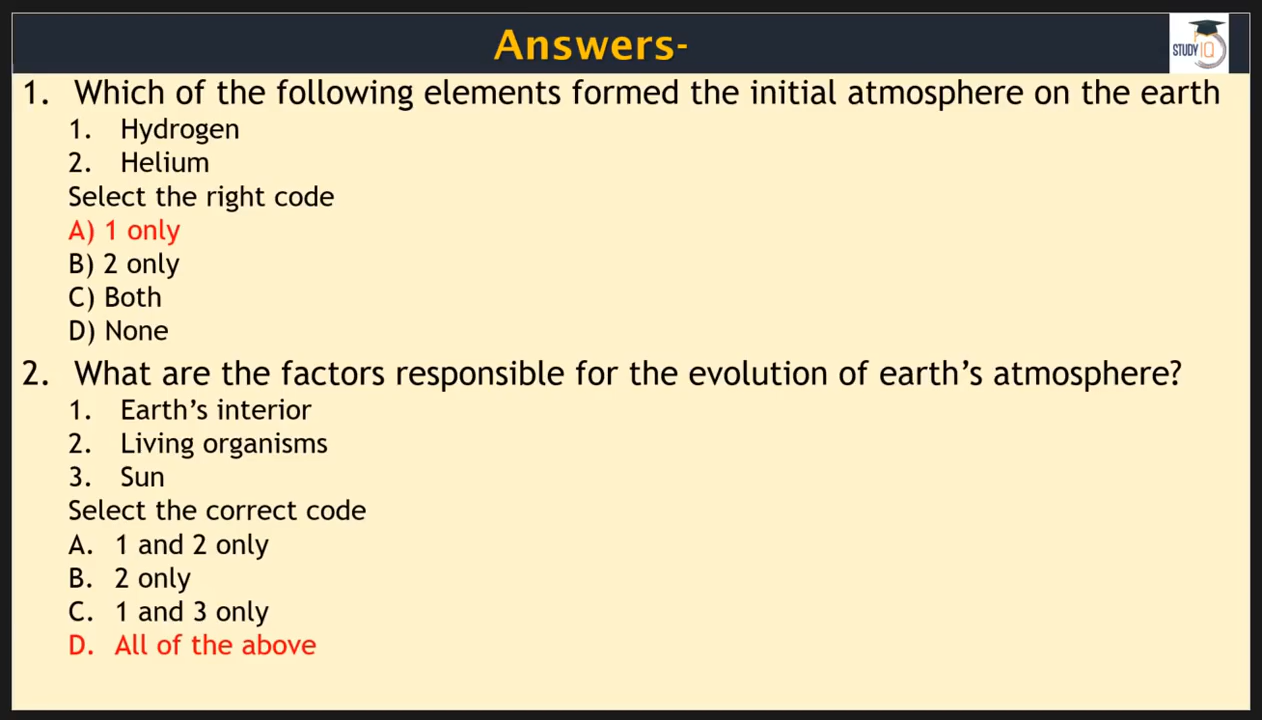 Answers-
STUDY IQ
1. Which of the following elements formed the initial atmosphere on the earth
1. Hydrogen
2. Helium
Select the right code
A) 1 only
B) 2 only
C) Both
D) None
2. What are the factors responsible for the evolution of earth’s atmosphere?
1. Earth’s interior
2. Living organisms
3. Sun
Select the correct code
A. 1 and 2 only
B. 2 only
C. 1 and 3 only
D. All of the above